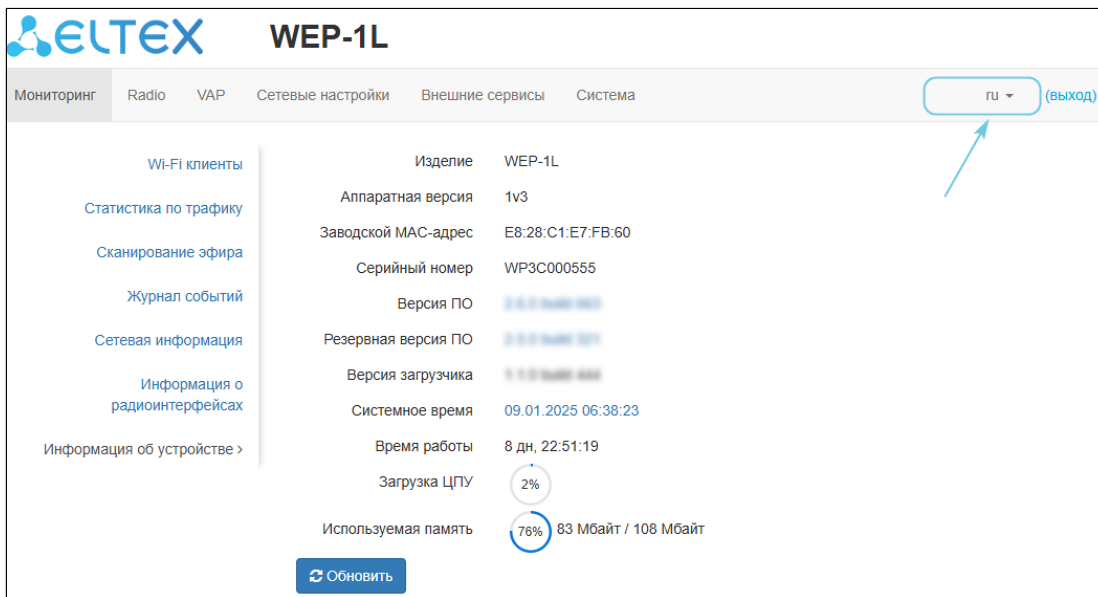 ELTEX WEP-1L
Мониторинг Radio VAP Сетевые настройки Внешние сервисы Система ru (выход)
Wi-Fi клиенты
Статистика по трафику
Сканирование эфира
Журнал событий
Сетевая информация
Информация о
радиоинтерфейсах
Информация об устройстве >
Изделие WEP-1L
Аппаратная версия 1v3
Заводской MAC-адрес E8:28:C1:E7:FB:60
Серийный номер WP3C000555
Версия ПО
Резервная версия ПО
Версия загрузчика
Системное время 09.01.2025 06:38:23
Время работы 8 дн, 22:51:19
Загрузка ЦПУ 2%
Используемая память 76% 83 Мбайт / 108 Мбайт
Обновить